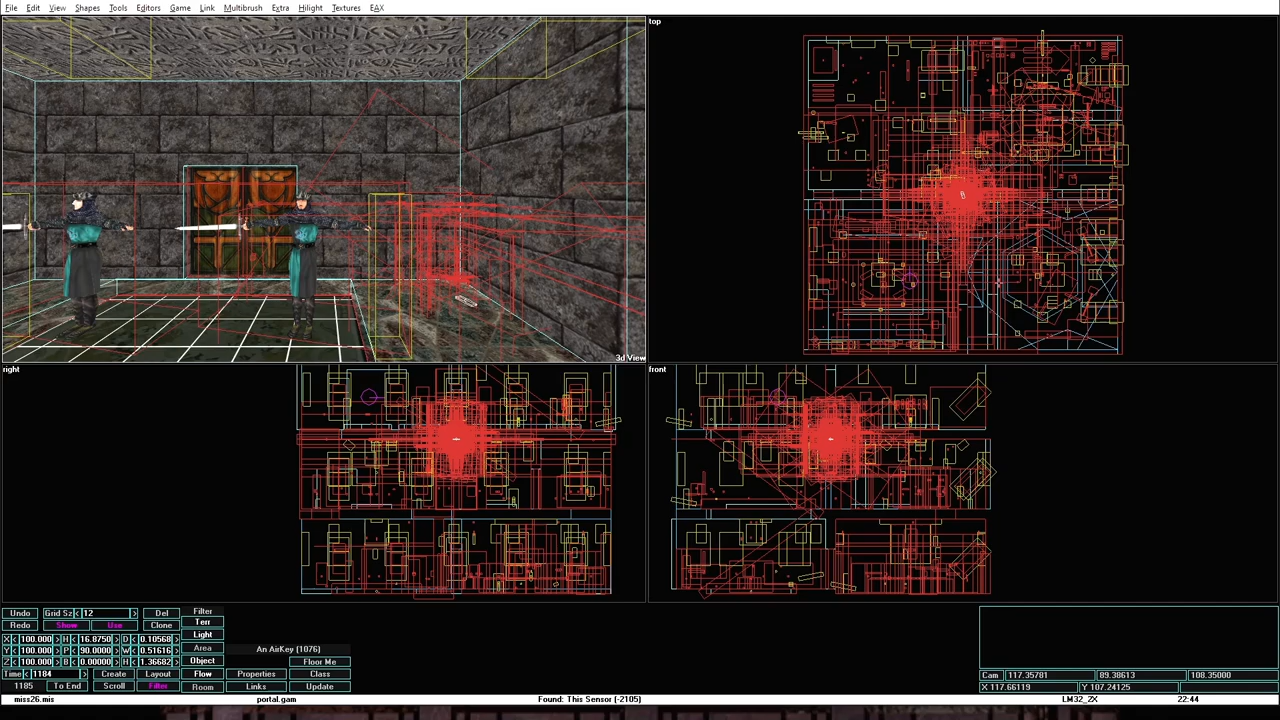 File Edit View Shapes Tools Editors Game Link Multibrush Extra Hilight Textures EAX
top
3d View
right
front
Undo Grid Sz < 12 > Del Filter
Redo Show Use Clone Terr
X < 100.000 > H < 16.8750 > D < 0.10568 > Light
Y < 100.000 > P < 90.0000 > W < 0.51616 > Area An AirKey (1076)
Z < 100.000 > B < 0.00000 > H < 1.36682 > Object Floor Me
Time < 1184 > Create Layout Flow Properties Class Cam 117.35781 89.38613 108.35000
1185 To End Scroll Filter Room Links Update X 117.66119 Y 107.24125
miss26.mis portal.gam Found: This Sensor (-2105) LM32_ZX 22:44